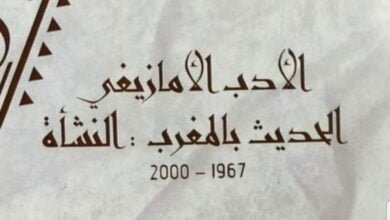 الأدب الأمازيغي
الحديث بالمغرب : النشأة
1967 – 2000